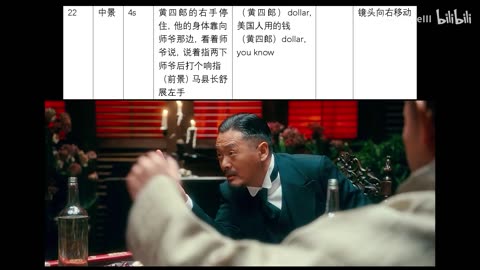 22
中景
4s
黄四郎的右手停
住，他的身体靠向
师爷那边，看着师
爷说，说着指两下
师爷后打个响指
（前景）马县长舒
展左手
（黄四郎）dollar,
美国人用的钱
（黄四郎）dollar,
you know
镜头向右移动
bilibili